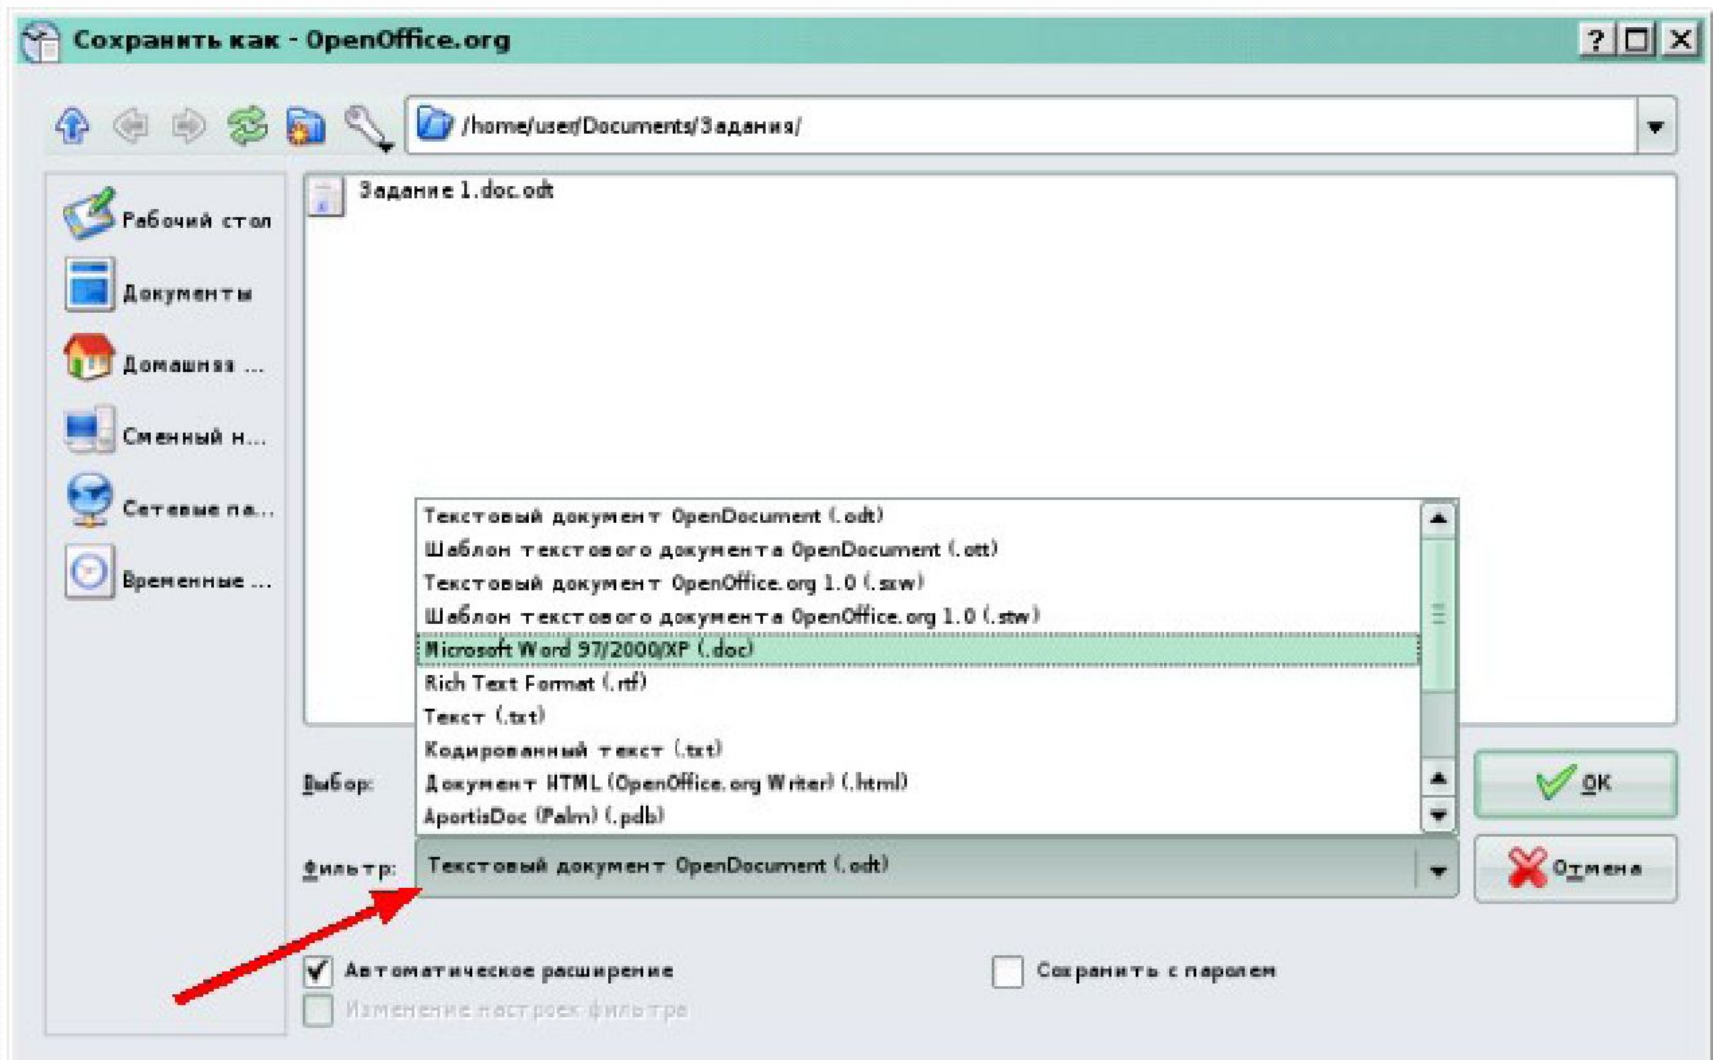 Сохранить как - OpenOffice.org
/home/user/Documents/Задания/
Задание 1.doc.odt
Рабочий стол
Документы
Домашняя ...
Сменный н...
Сетевые па...
Временные ...
Текстовый документ OpenDocument (.odt)
Шаблон текстового документа OpenDocument (.ott)
Текстовый документ OpenOffice.org 1.0 (.sxw)
Шаблон текстового документа OpenOffice.org 1.0 (.stw)
Microsoft Word 97/2000/XP (.doc)
Rich Text Format (.rtf)
Текст (.txt)
Кодированный текст (.txt)
Документ HTML (OpenOffice.org Writer) (.html)
AportisDoc (Palm) (.pdb)
Выбор:
OK
Фильтр:
Текстовый документ OpenDocument (.odt)
Отмена
Автоматическое расширение
Сохранить с паролем
Изменение настроек фильтра